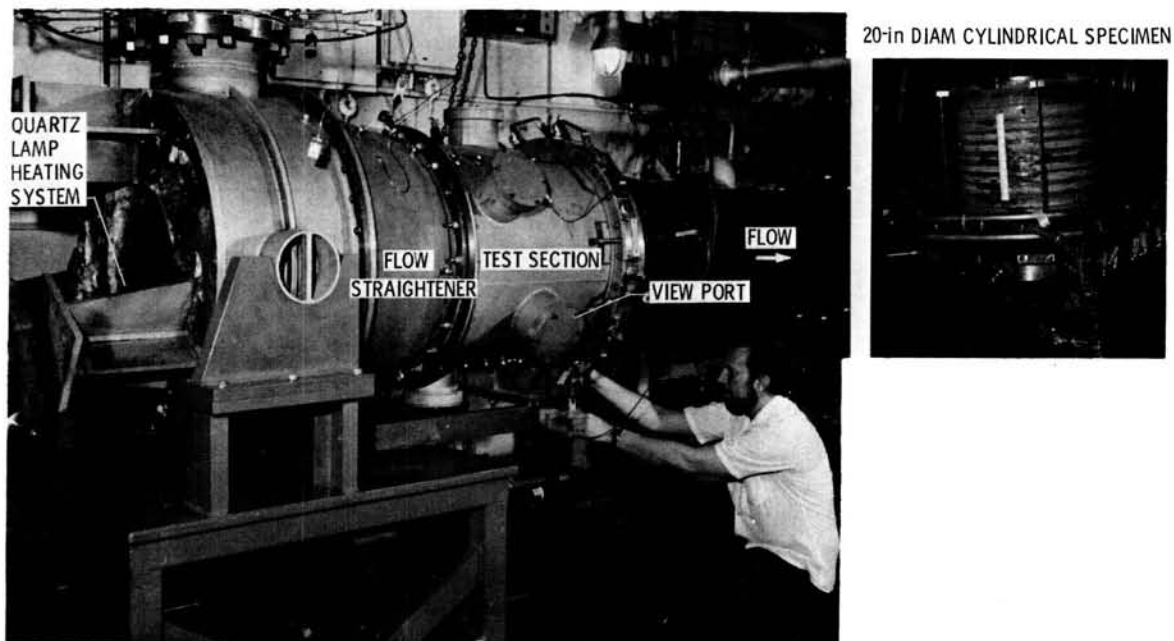 20-in DIAM CYLINDRICAL SPECIMEN
QUARTZ
LAMP
HEATING
SYSTEM
FLOW
STRAIGHTENER
TEST SECTION
VIEW PORT
FLOW